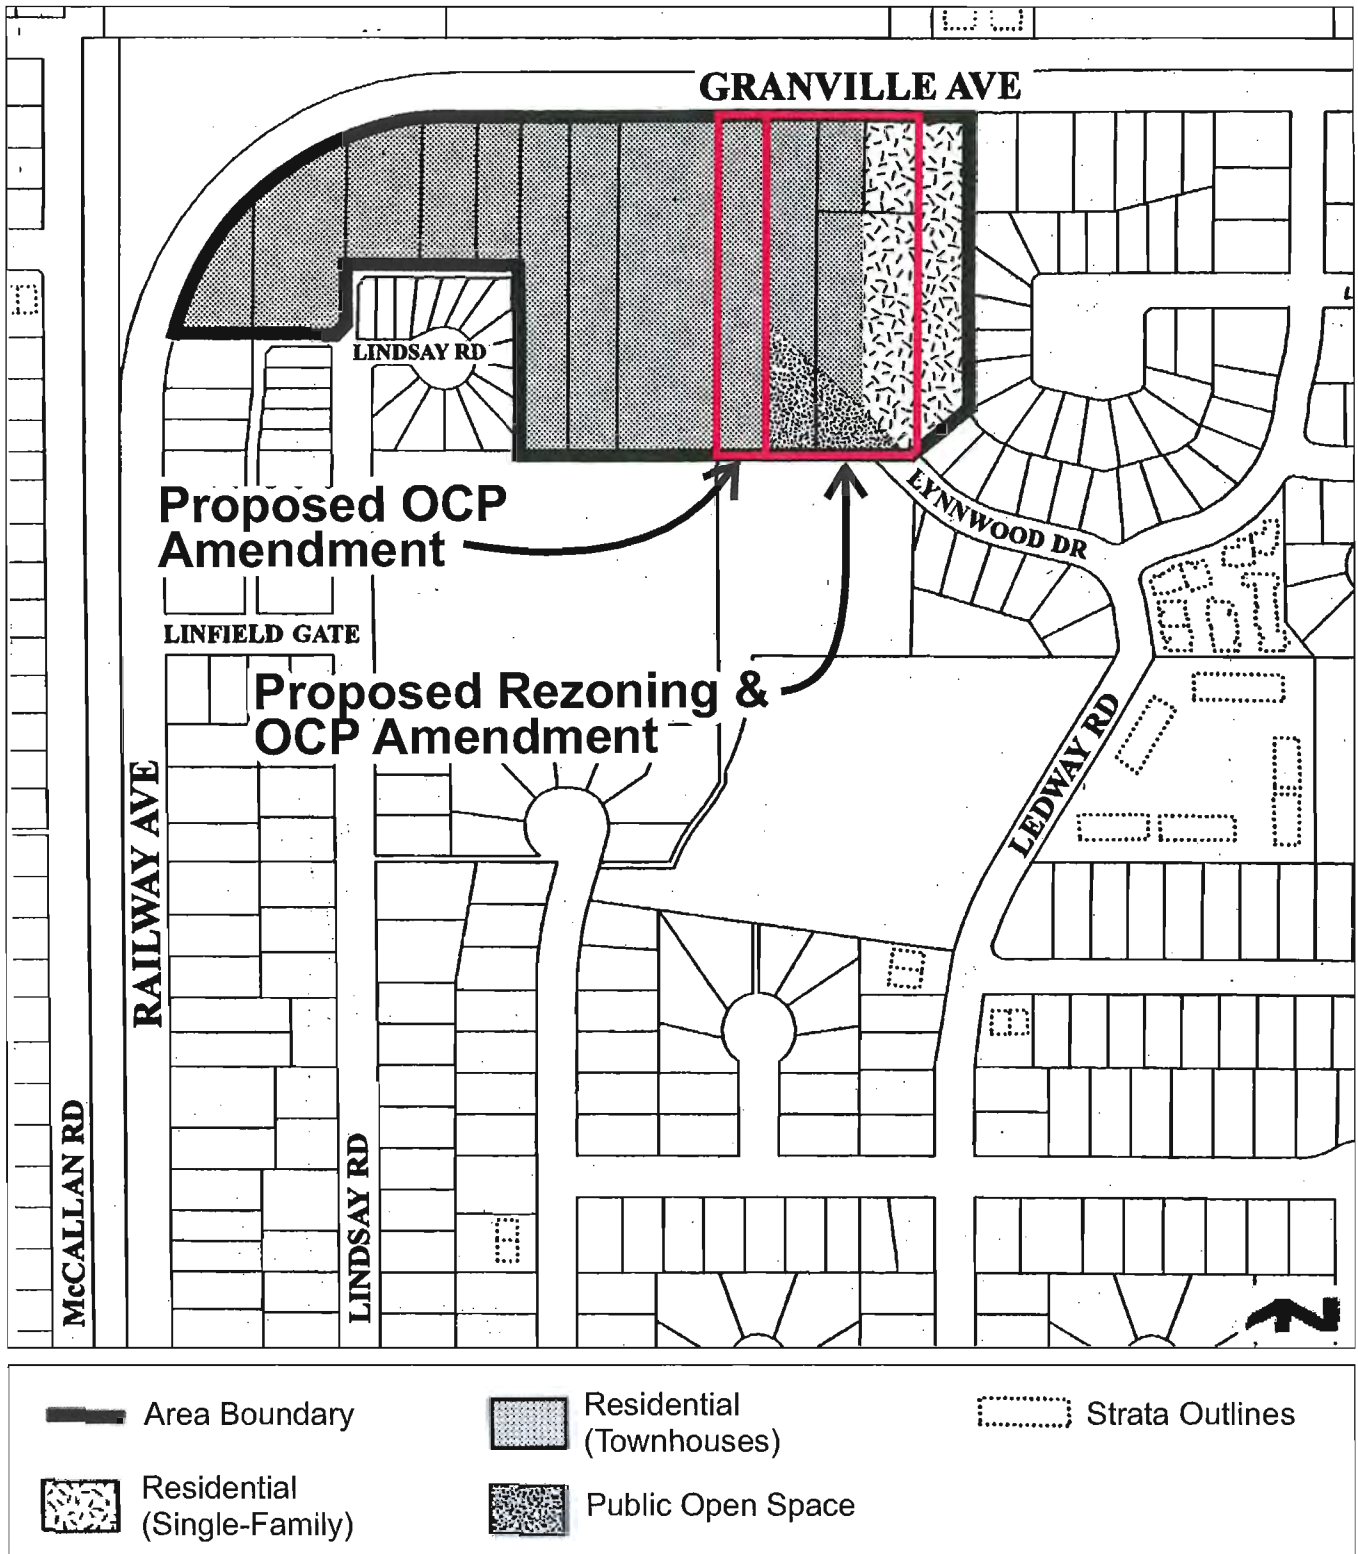 GRANVILLE AVE
LINDSAY RD
Proposed OCP
Amendment
LYNNWOOD DR
LINFIELD GATE
Proposed Rezoning &
OCP Amendment
LEDWAY RD
RAILWAY AVE
McCALLAN RD
LINDSAY RD
Area Boundary
Residential
(Townhouses)
Strata Outlines
Residential
(Single-Family)
Public Open Space